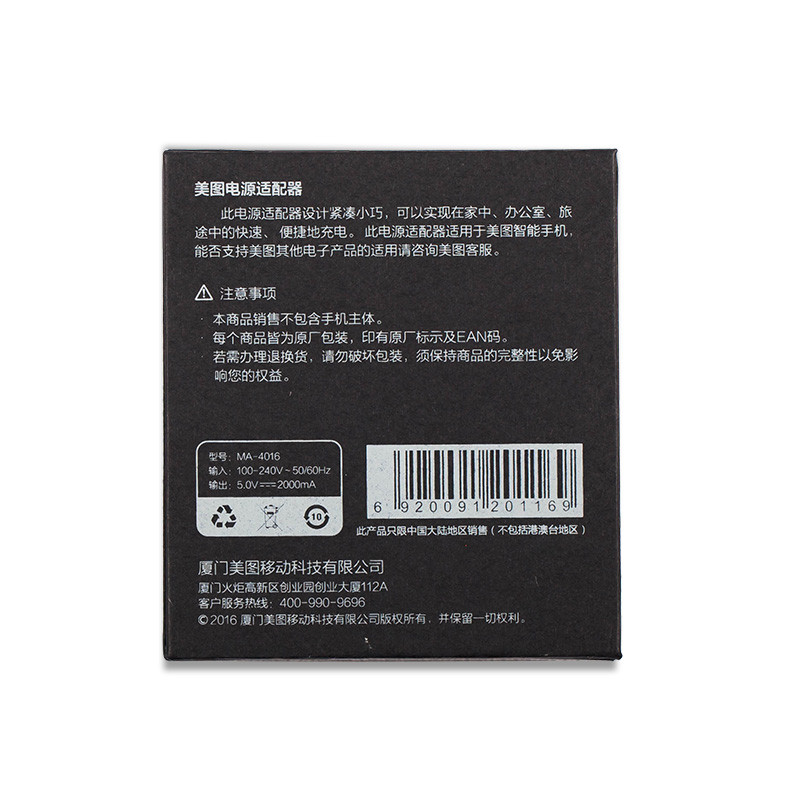 美图电源适配器
此电源适配器设计紧凑小巧，可以实现在家中、办公室、旅
途中的快速、便捷地充电。此电源适配器适用于美图智能手机，
能否支持美图其他电子产品的适用请咨询美图客服。
注意事项
· 本商品销售不包含手机主体。
· 每个商品皆为原厂包装，印有原厂标示及EAN码。
· 若需办理退换货，请勿破坏包装，须保持商品的完整性以免影
响您的权益。
型号: MA-4016
输入: 100-240V~50/60Hz
输出: 5.0V⎓2000mA
10
6 920091 201169
此产品只限中国大陆地区销售（不包括港澳台地区）
厦门美图移动科技有限公司
厦门火炬高新区创业园创业大厦112A
客户服务热线: 400-990-9696
©2016 厦门美图移动科技有限公司版权所有，并保留一切权利。